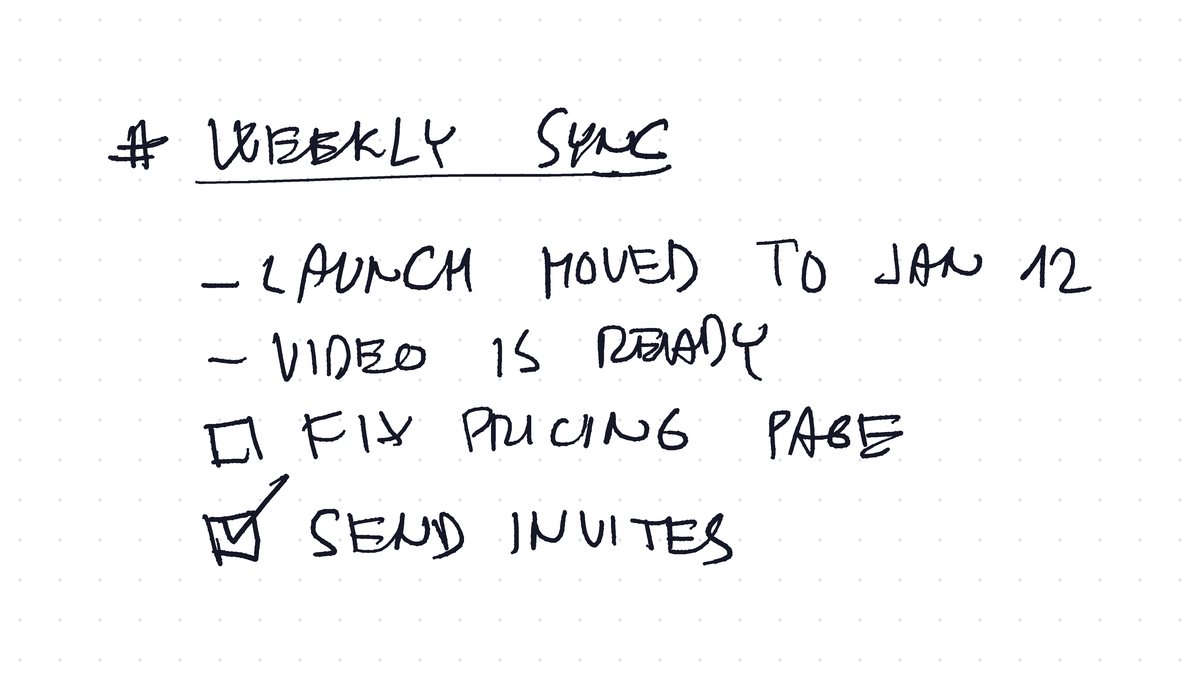 # WEEKLY SYNC
- LAUNCH MOVED TO JAN 12
- VIDEO IS READY
☐ FIX PRICING PAGE
☑ SEND INVITES